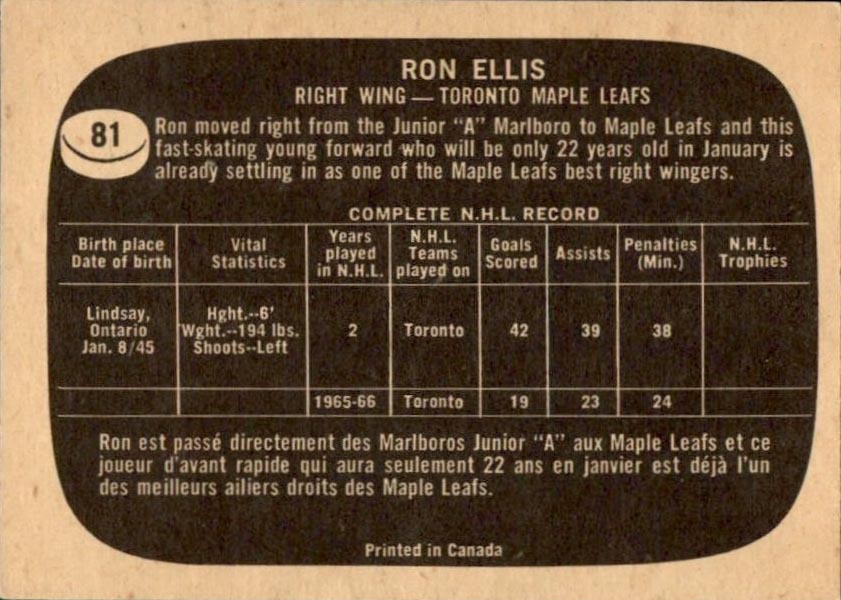 RON ELLIS
RIGHT WING — TORONTO MAPLE LEAFS
81
Ron moved right from the Junior "A" Marlboro to Maple Leafs and this
fast-skating young forward who will be only 22 years old in January is
already settling in as one of the Maple Leafs best right wingers.
COMPLETE N.H.L. RECORD
Birth place
Date of birth
Vital
Statistics
Years
played
in N.H.L.
N.H.L.
Teams
played on
Goals
Scored
Assists
Penalties
(Min.)
N.H.L.
Trophies
Lindsay,
Ontario
Jan. 8/45
Hght.--6'
Wght.--194 lbs.
Shoots--Left
2
Toronto
42
39
38
1965-66
Toronto
19
23
24
Ron est passé directement des Marlboros Junior "A" aux Maple Leafs et ce
joueur d'avant rapide qui aura seulement 22 ans en janvier est déjà l'un
des meilleurs ailiers droits des Maple Leafs.
Printed in Canada